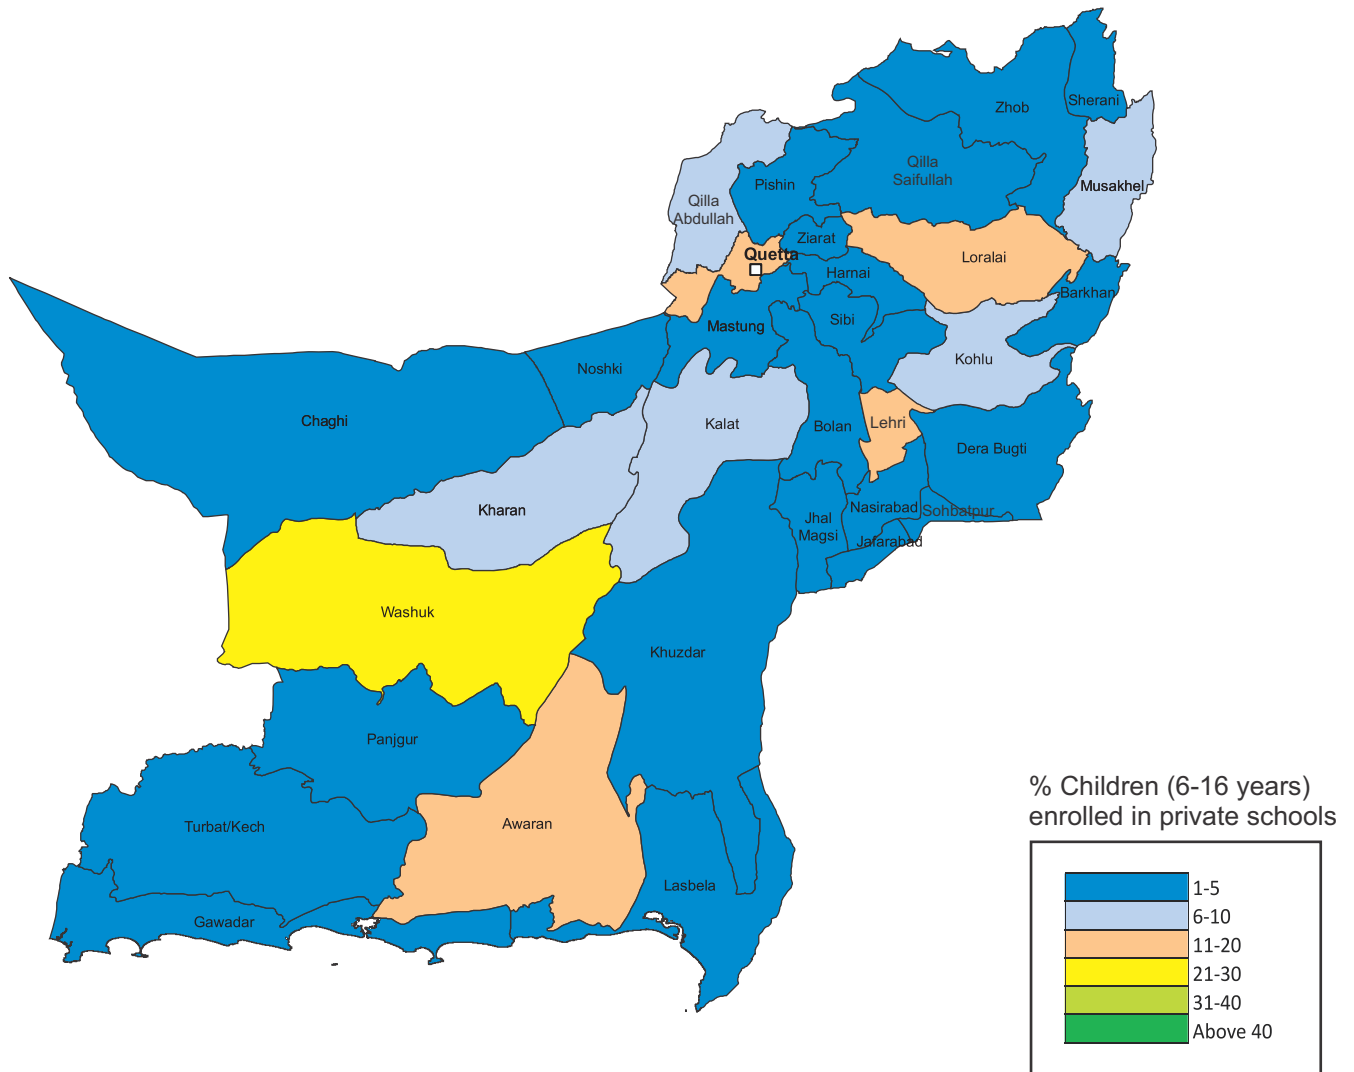 Zhob
Sherani
Qilla
Saifullah
Pishin
Musakhel
Qilla
Abdullah
Ziarat
Quetta
Loralai
Harnai
Barkhan
Sibi
Mastung
Kohlu
Noshki
Chaghi
Kalat
Bolan
Lehri
Dera Bugti
Kharan
Nasirabad
Sohbatpur
Jhal
Magsi
Jafarabad
Washuk
Khuzdar
Panjgur
Turbat/Kech
Awaran
Lasbela
Gawadar
% Children (6-16 years)
enrolled in private schools
1-5
6-10
11-20
21-30
31-40
Above 40